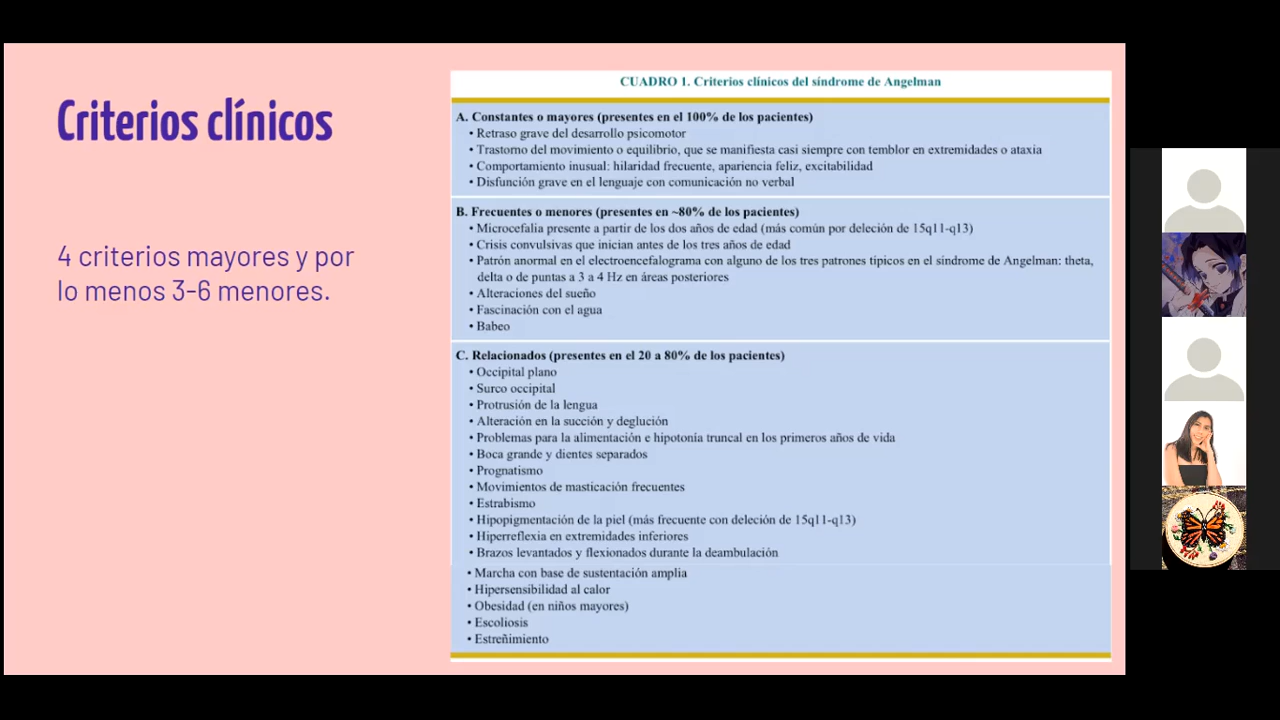 Criterios clínicos
4 criterios mayores y por
lo menos 3-6 menores.
CUADRO 1. Criterios clínicos del síndrome de Angelman
A. Constantes o mayores (presentes en el 100% de los pacientes)
• Retraso grave del desarrollo psicomotor
• Trastorno del movimiento o equilibrio, que se manifiesta casi siempre con temblor en extremidades o ataxia
• Comportamiento inusual: hilaridad frecuente, apariencia feliz, excitabilidad
• Disfunción grave en el lenguaje con comunicación no verbal
B. Frecuentes o menores (presentes en ~80% de los pacientes)
• Microcefalia presente a partir de los dos años de edad (más común por deleción de 15q11-q13)
• Crisis convulsivas que inician antes de los tres años de edad
• Patrón anormal en el electroencefalograma con alguno de los tres patrones típicos en el síndrome de Angelman: theta,
delta o de puntas a 3 a 4 Hz en áreas posteriores
• Alteraciones del sueño
• Fascinación con el agua
• Babeo
C. Relacionados (presentes en el 20 a 80% de los pacientes)
• Occipital plano
• Surco occipital
• Protrusión de la lengua
• Alteración en la succión y deglución
• Problemas para la alimentación e hipotonía truncal en los primeros años de vida
• Boca grande y dientes separados
• Prognatismo
• Movimientos de masticación frecuentes
• Estrabismo
• Hipopigmentación de la piel (más frecuente con deleción de 15q11-q13)
• Hiperreflexia en extremidades inferiores
• Brazos levantados y flexionados durante la deambulación
• Marcha con base de sustentación amplia
• Hipersensibilidad al calor
• Obesidad (en niños mayores)
• Escoliosis
• Estreñimiento